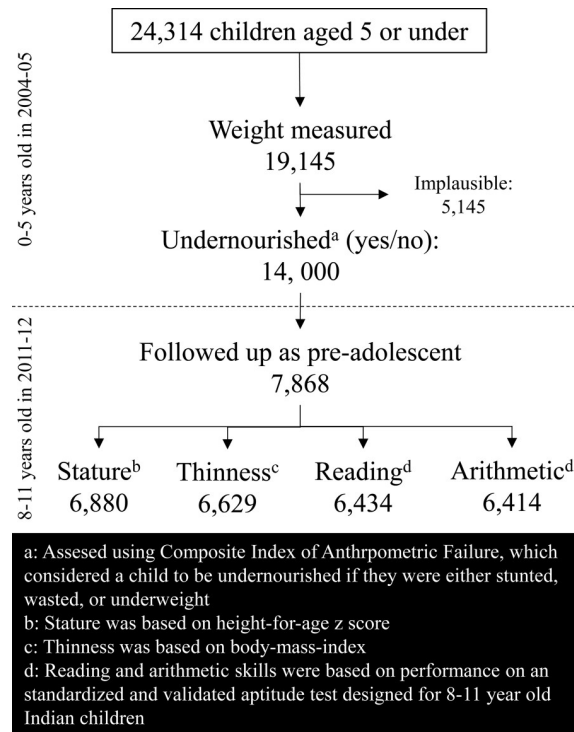 24,314 children aged 5 or under
0-5 years old in 2004-05
Weight measured
19,145
Implausible:
5,145
Undernourishedᵃ (yes/no):
14, 000
8-11 years old in 2011-12
Followed up as pre-adolescent
7,868
Statureᵇ Thinnessᶜ Readingᵈ Arithmeticᵈ
6,880 6,629 6,434 6,414
a: Assesed using Composite Index of Anthrpometric Failure, which
considered a child to be undernourished if they were either stunted,
wasted, or underweight
b: Stature was based on height-for-age z score
c: Thinness was based on body-mass-index
d: Reading and arithmetic skills were based on performance on an
standardized and validated aptitude test designed for 8-11 year old
Indian children